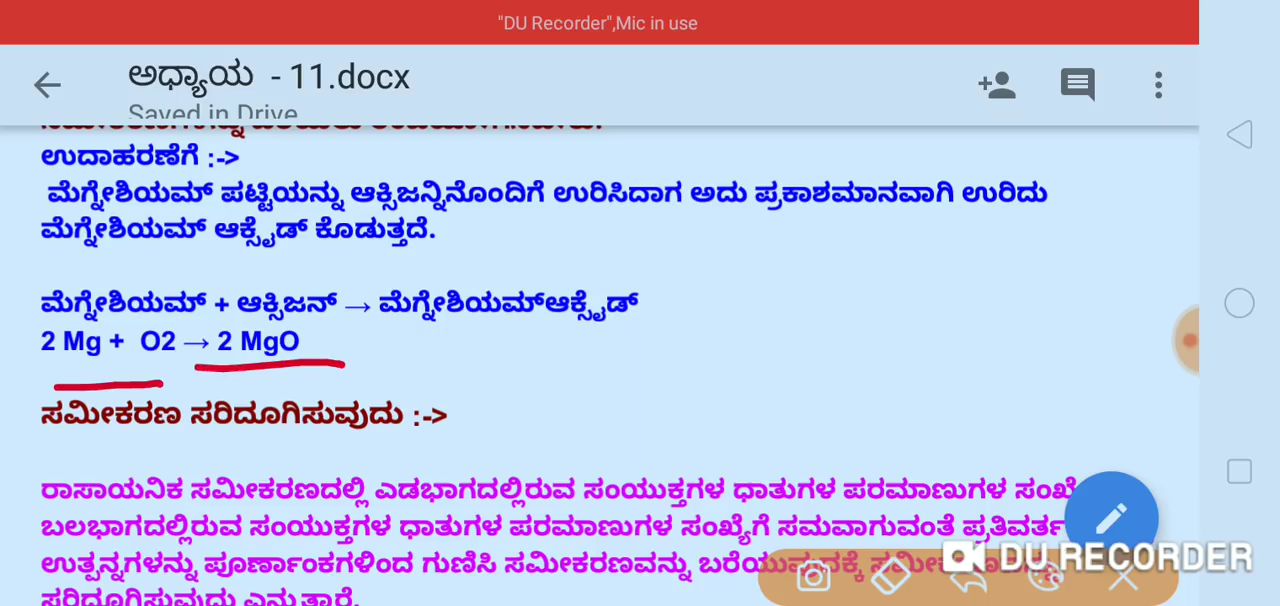 "DU Recorder",Mic in use
ಅಧ್ಯಾಯ - 11.docx
Saved in Drive
ಉದಾಹರಣೆಗೆ :->
ಮೆಗ್ನೇಶಿಯಮ್ ಪಟ್ಟಿಯನ್ನು ಆಕ್ಸಿಜನ್ನಿನೊಂದಿಗೆ ಉರಿಸಿದಾಗ ಅದು ಪ್ರಕಾಶಮಾನವಾಗಿ ಉರಿದು
ಮೆಗ್ನೇಶಿಯಮ್ ಆಕ್ಸೈಡ್ ಕೊಡುತ್ತದೆ.
ಮೆಗ್ನೇಶಿಯಮ್ + ಆಕ್ಸಿಜನ್ → ಮೆಗ್ನೇಶಿಯಮ್ಆಕ್ಸೈಡ್
2 Mg + O2 → 2 MgO
ಸಮೀಕರಣ ಸರಿದೂಗಿಸುವುದು :->
ರಾಸಾಯನಿಕ ಸಮೀಕರಣದಲ್ಲಿ ಎಡಭಾಗದಲ್ಲಿರುವ ಸಂಯುಕ್ತಗಳ ಧಾತುಗಳ ಪರಮಾಣುಗಳ
ಬಲಭಾಗದಲ್ಲಿರುವ ಸಂಯುಕ್ತಗಳ ಧಾತುಗಳ ಪರಮಾಣುಗಳ ಸಂಖ್ಯೆಗೆ ಸಮವಾಗುವಂತೆ
ಉತ್ಪನ್ನಗಳನ್ನು ಪೂರ್ಣಾಂಕಗಳಿಂದ ಗುಣಿಸಿ ಸಮೀಕರಣವನ್ನು
DU RECORDER
ಸರಿದೂಗಿಸುವುದು ಎನ್ನುತ್ತಾರೆ.